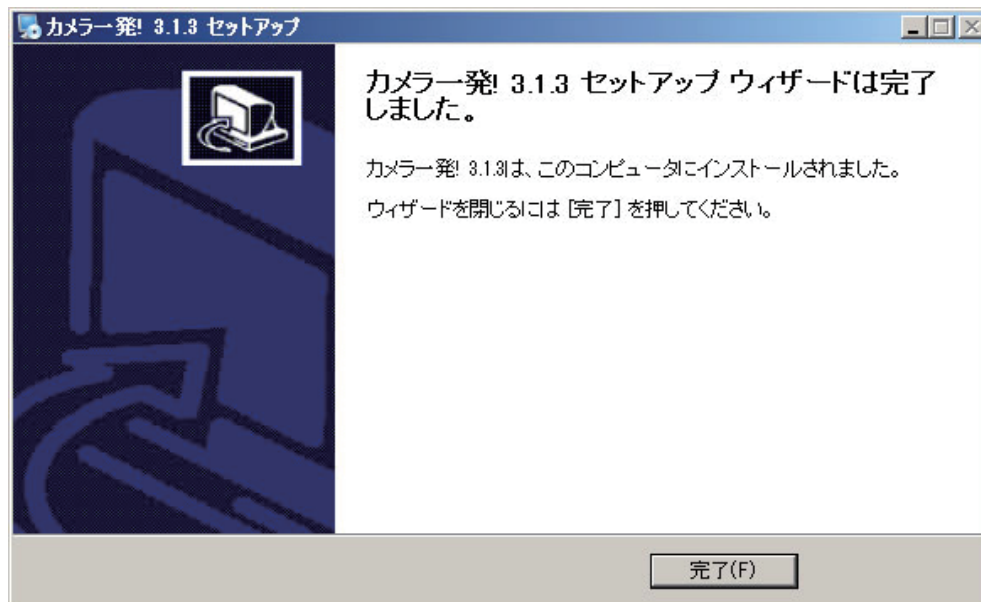 カメラ一発! 3.1.3 セットアップ
カメラ一発! 3.1.3 セットアップ ウィザードは完了
しました。
カメラ一発! 3.1.3は、このコンピュータにインストールされました。
ウィザードを閉じるには [完了] を押してください。
完了(F)